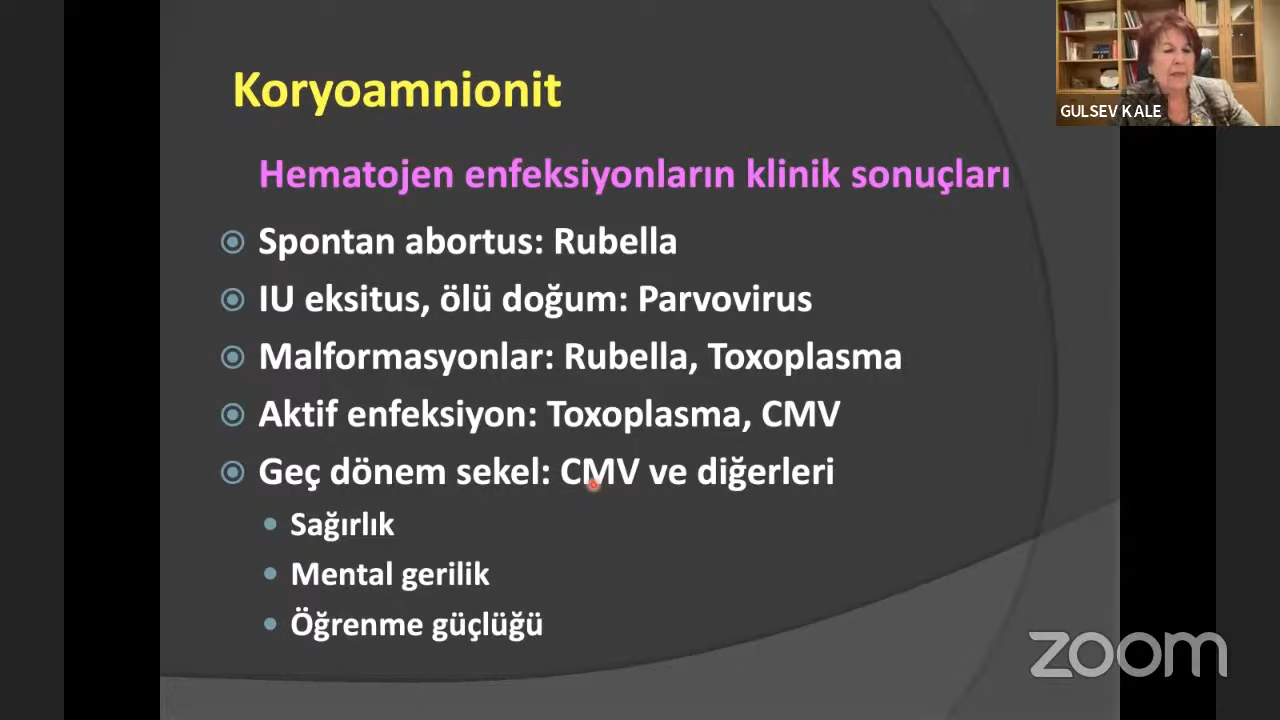 Koryoamnionit
GULSEV KALE
Hematojen enfeksiyonların klinik sonuçları
Spontan abortus: Rubella
IU eksitus, ölü doğum: Parvovirus
Malformasyonlar: Rubella, Toxoplasma
Aktif enfeksiyon: Toxoplasma, CMV
Geç dönem sekel: CMV ve diğerleri
Sağırlık
Mental gerilik
Öğrenme güçlüğü
zoom